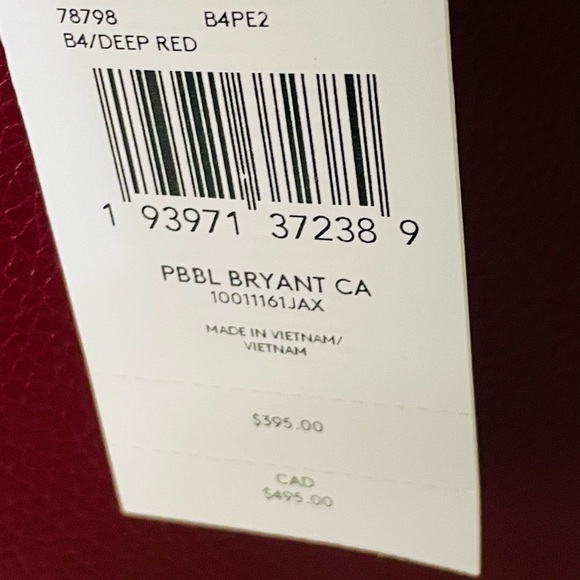 78798 B4PE2
B4/DEEP RED
1 93971 37238 9
PBBL BRYANT CA
10011161JAX
MADE IN VIETNAM/
VIETNAM
$395.00
CAD
$495.00